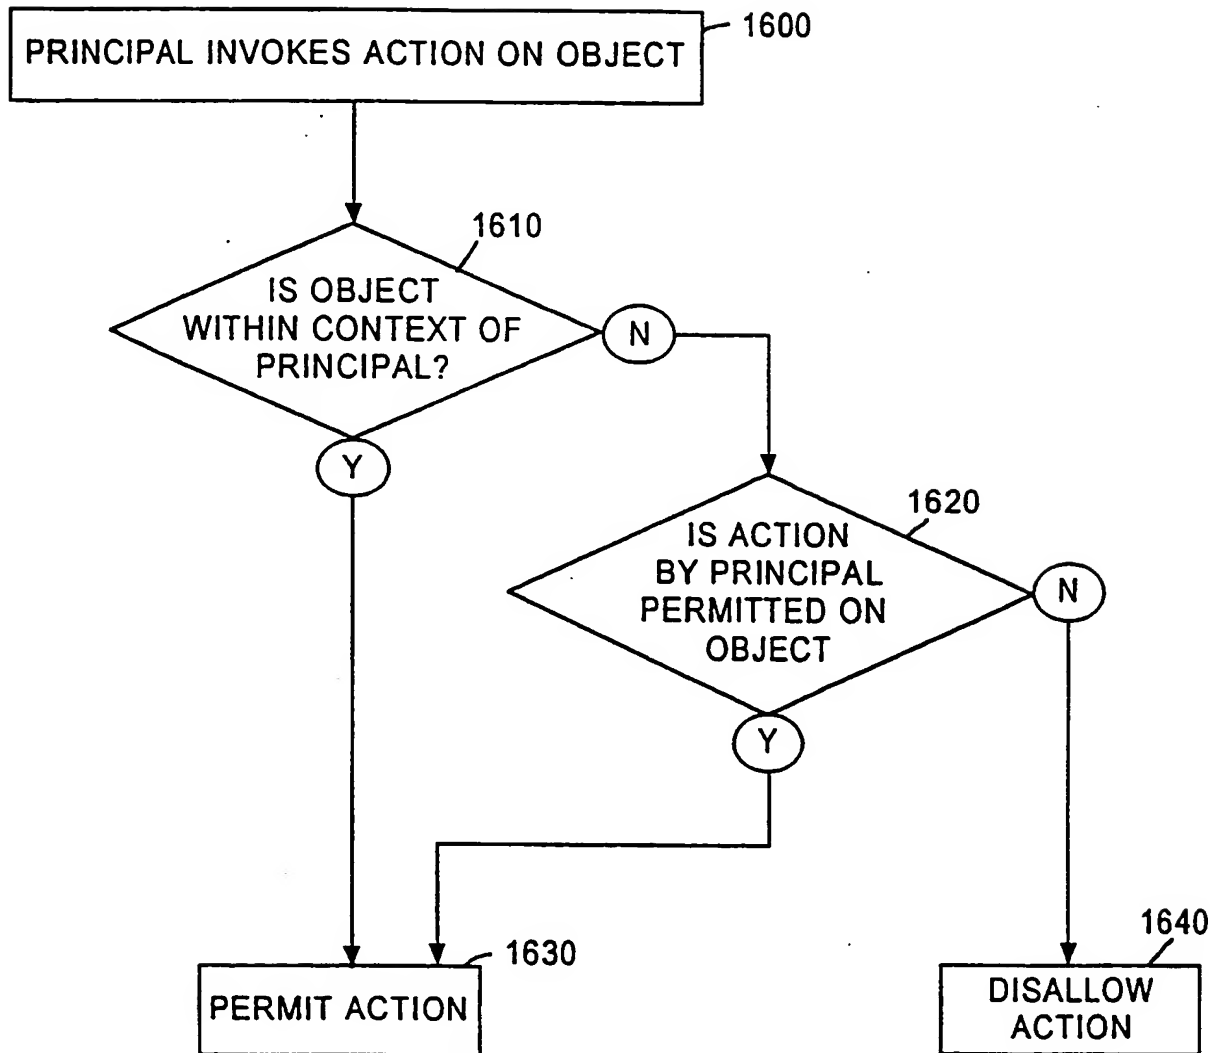 1600
PRINCIPAL INVOKES ACTION ON OBJECT
1610
IS OBJECT
WITHIN CONTEXT OF
PRINCIPAL?
N
Y
1620
IS ACTION
BY PRINCIPAL
PERMITTED ON
OBJECT
N
Y
1630
PERMIT ACTION
1640
DISALLOW
ACTION